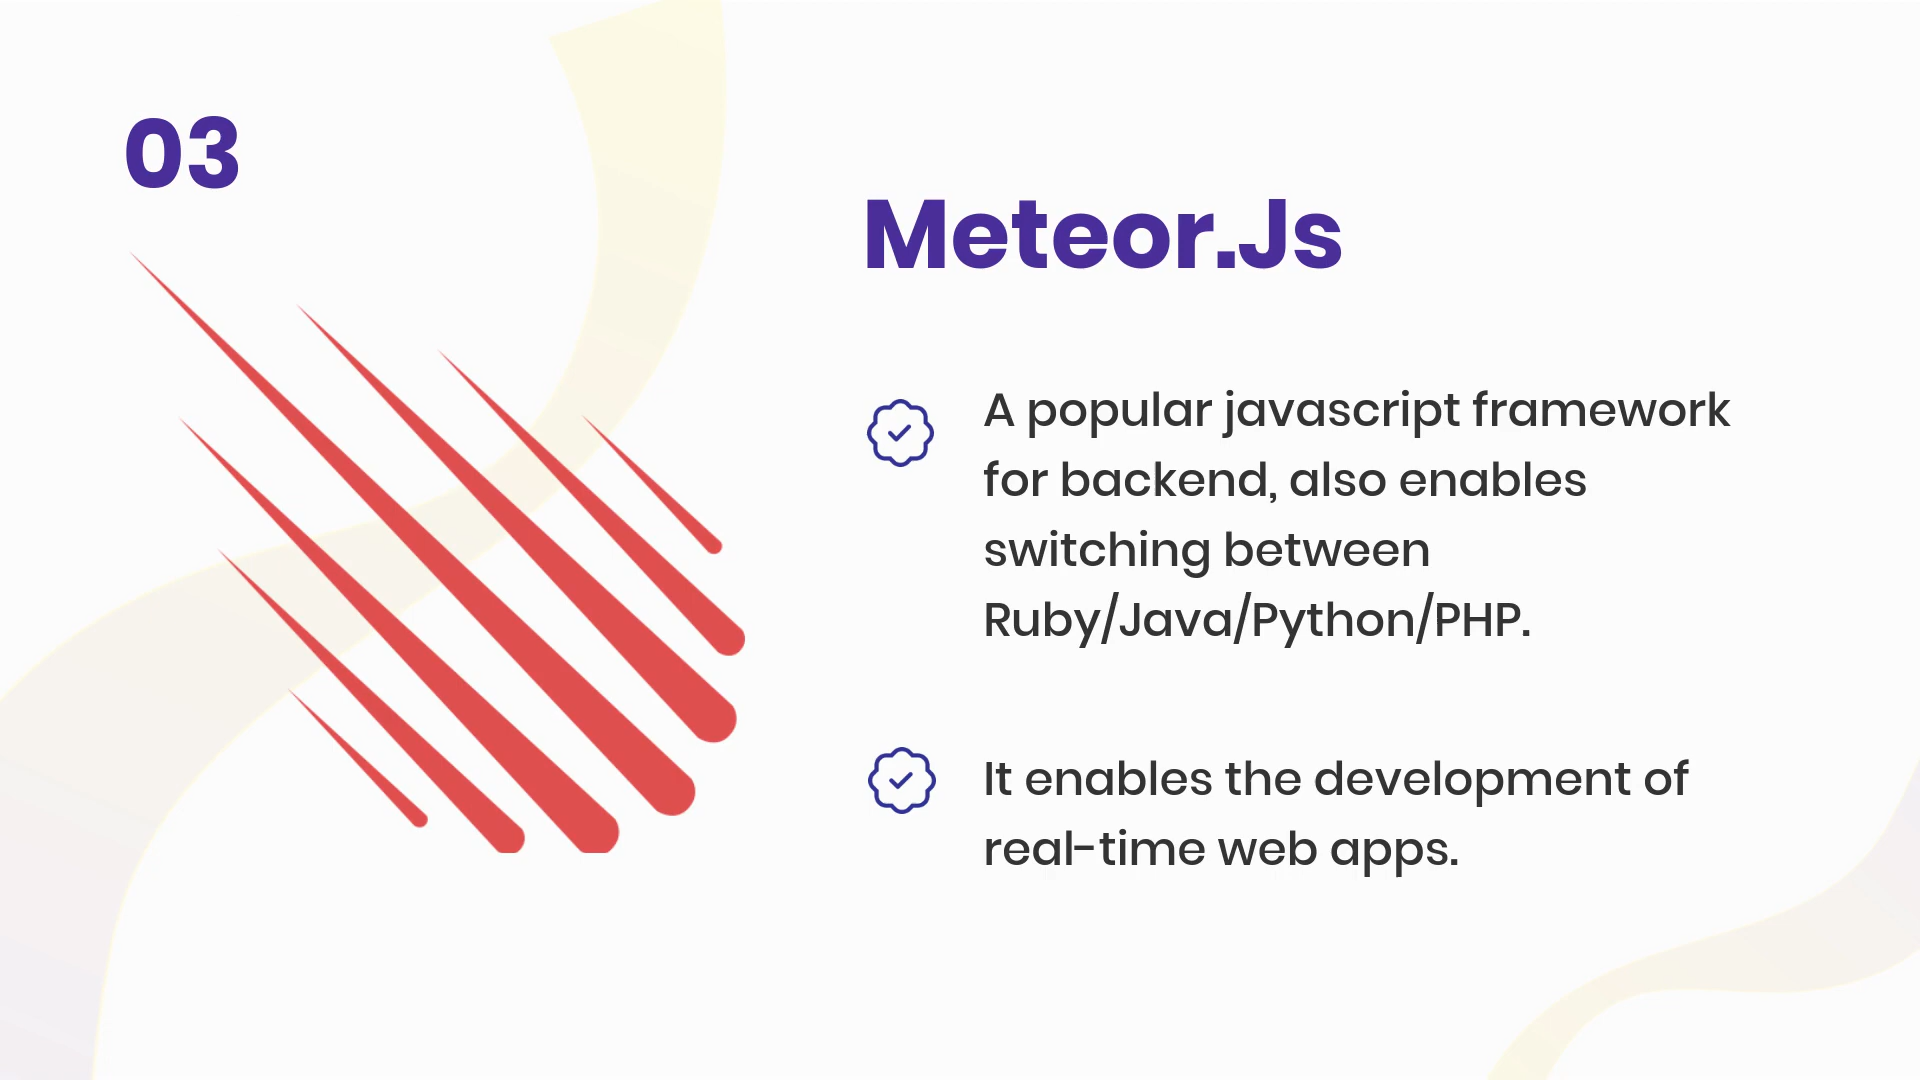 03
Meteor.Js
A popular javascript framework
for backend, also enables
switching between
Ruby/Java/Python/PHP.
It enables the development of
real-time web apps.